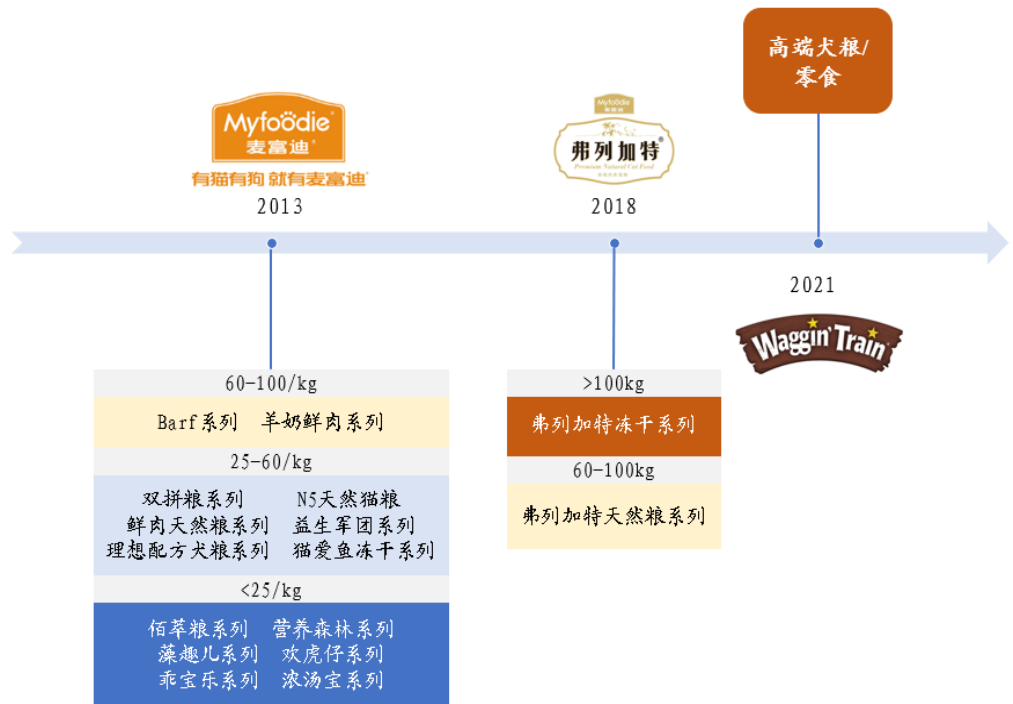 高端犬粮/
零食
Myfoodie
麦富迪
有猫有狗 就有麦富迪
2013
Myfoodie
弗列加特
Premium Natural Cat Food
2018
2021
Waggin' Train
60-100/kg
Barf系列 羊奶鲜肉系列
25-60/kg
双拼粮系列 N5天然猫粮
鲜肉天然粮系列 益生军团系列
理想配方犬粮系列 猫爱鱼冻干系列
<25/kg
佰萃粮系列 营养森林系列
藻趣儿系列 欢虎仔系列
乖宝乐系列 浓汤宝系列
>100kg
弗列加特冻干系列
60-100kg
弗列加特天然粮系列